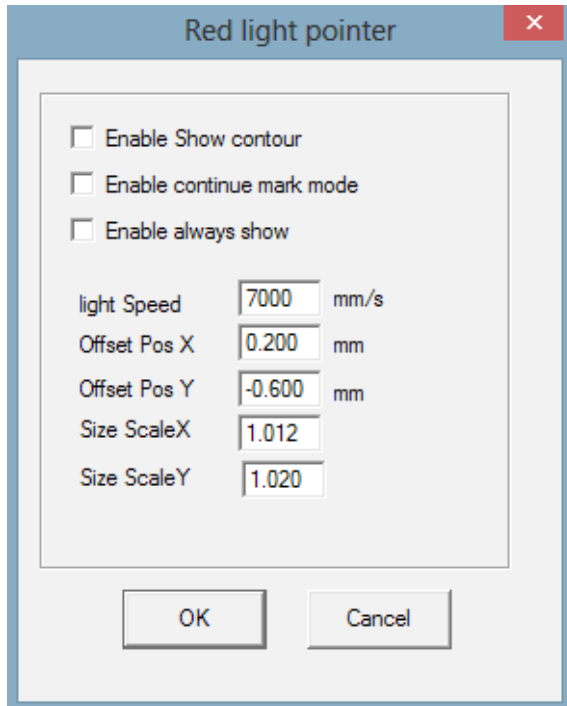 Red light pointer
Enable Show contour
Enable continue mark mode
Enable always show
light Speed 7000 mm/s
Offset Pos X 0.200 mm
Offset Pos Y -0.600 mm
Size ScaleX 1.012
Size ScaleY 1.020
OK Cancel